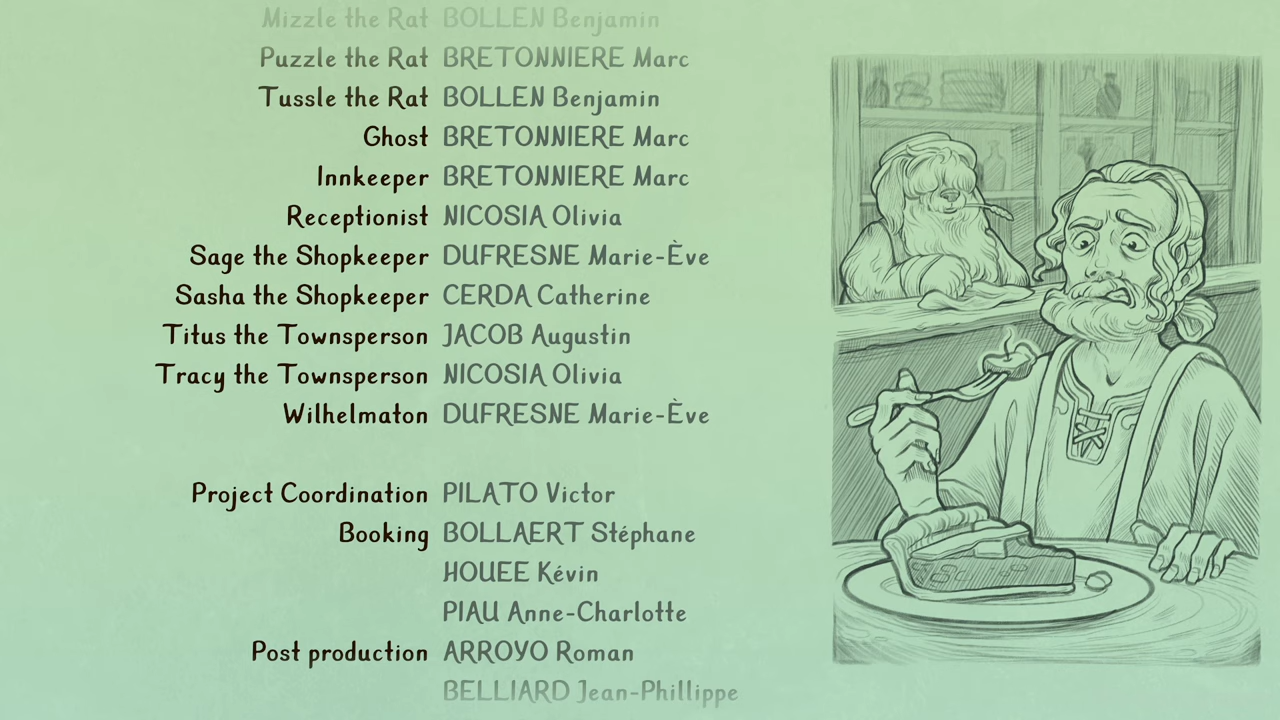 Mizzle the Rat BOLLEN Benjamin
Puzzle the Rat BRETONNIERE Marc
Tussle the Rat BOLLEN Benjamin
Ghost BRETONNIERE Marc
Innkeeper BRETONNIERE Marc
Receptionist NICOSIA Olivia
Sage the Shopkeeper DUFRESNE Marie-Ève
Sasha the Shopkeeper CERDA Catherine
Titus the Townsperson JACOB Augustin
Tracy the Townsperson NICOSIA Olivia
Wilhelmaton DUFRESNE Marie-Ève
Project Coordination PILATO Victor
Booking BOLLAERT Stéphane
HOUEE Kévin
PIAU Anne-Charlotte
Post production ARROYO Roman
BELLIARD Jean-Phillippe